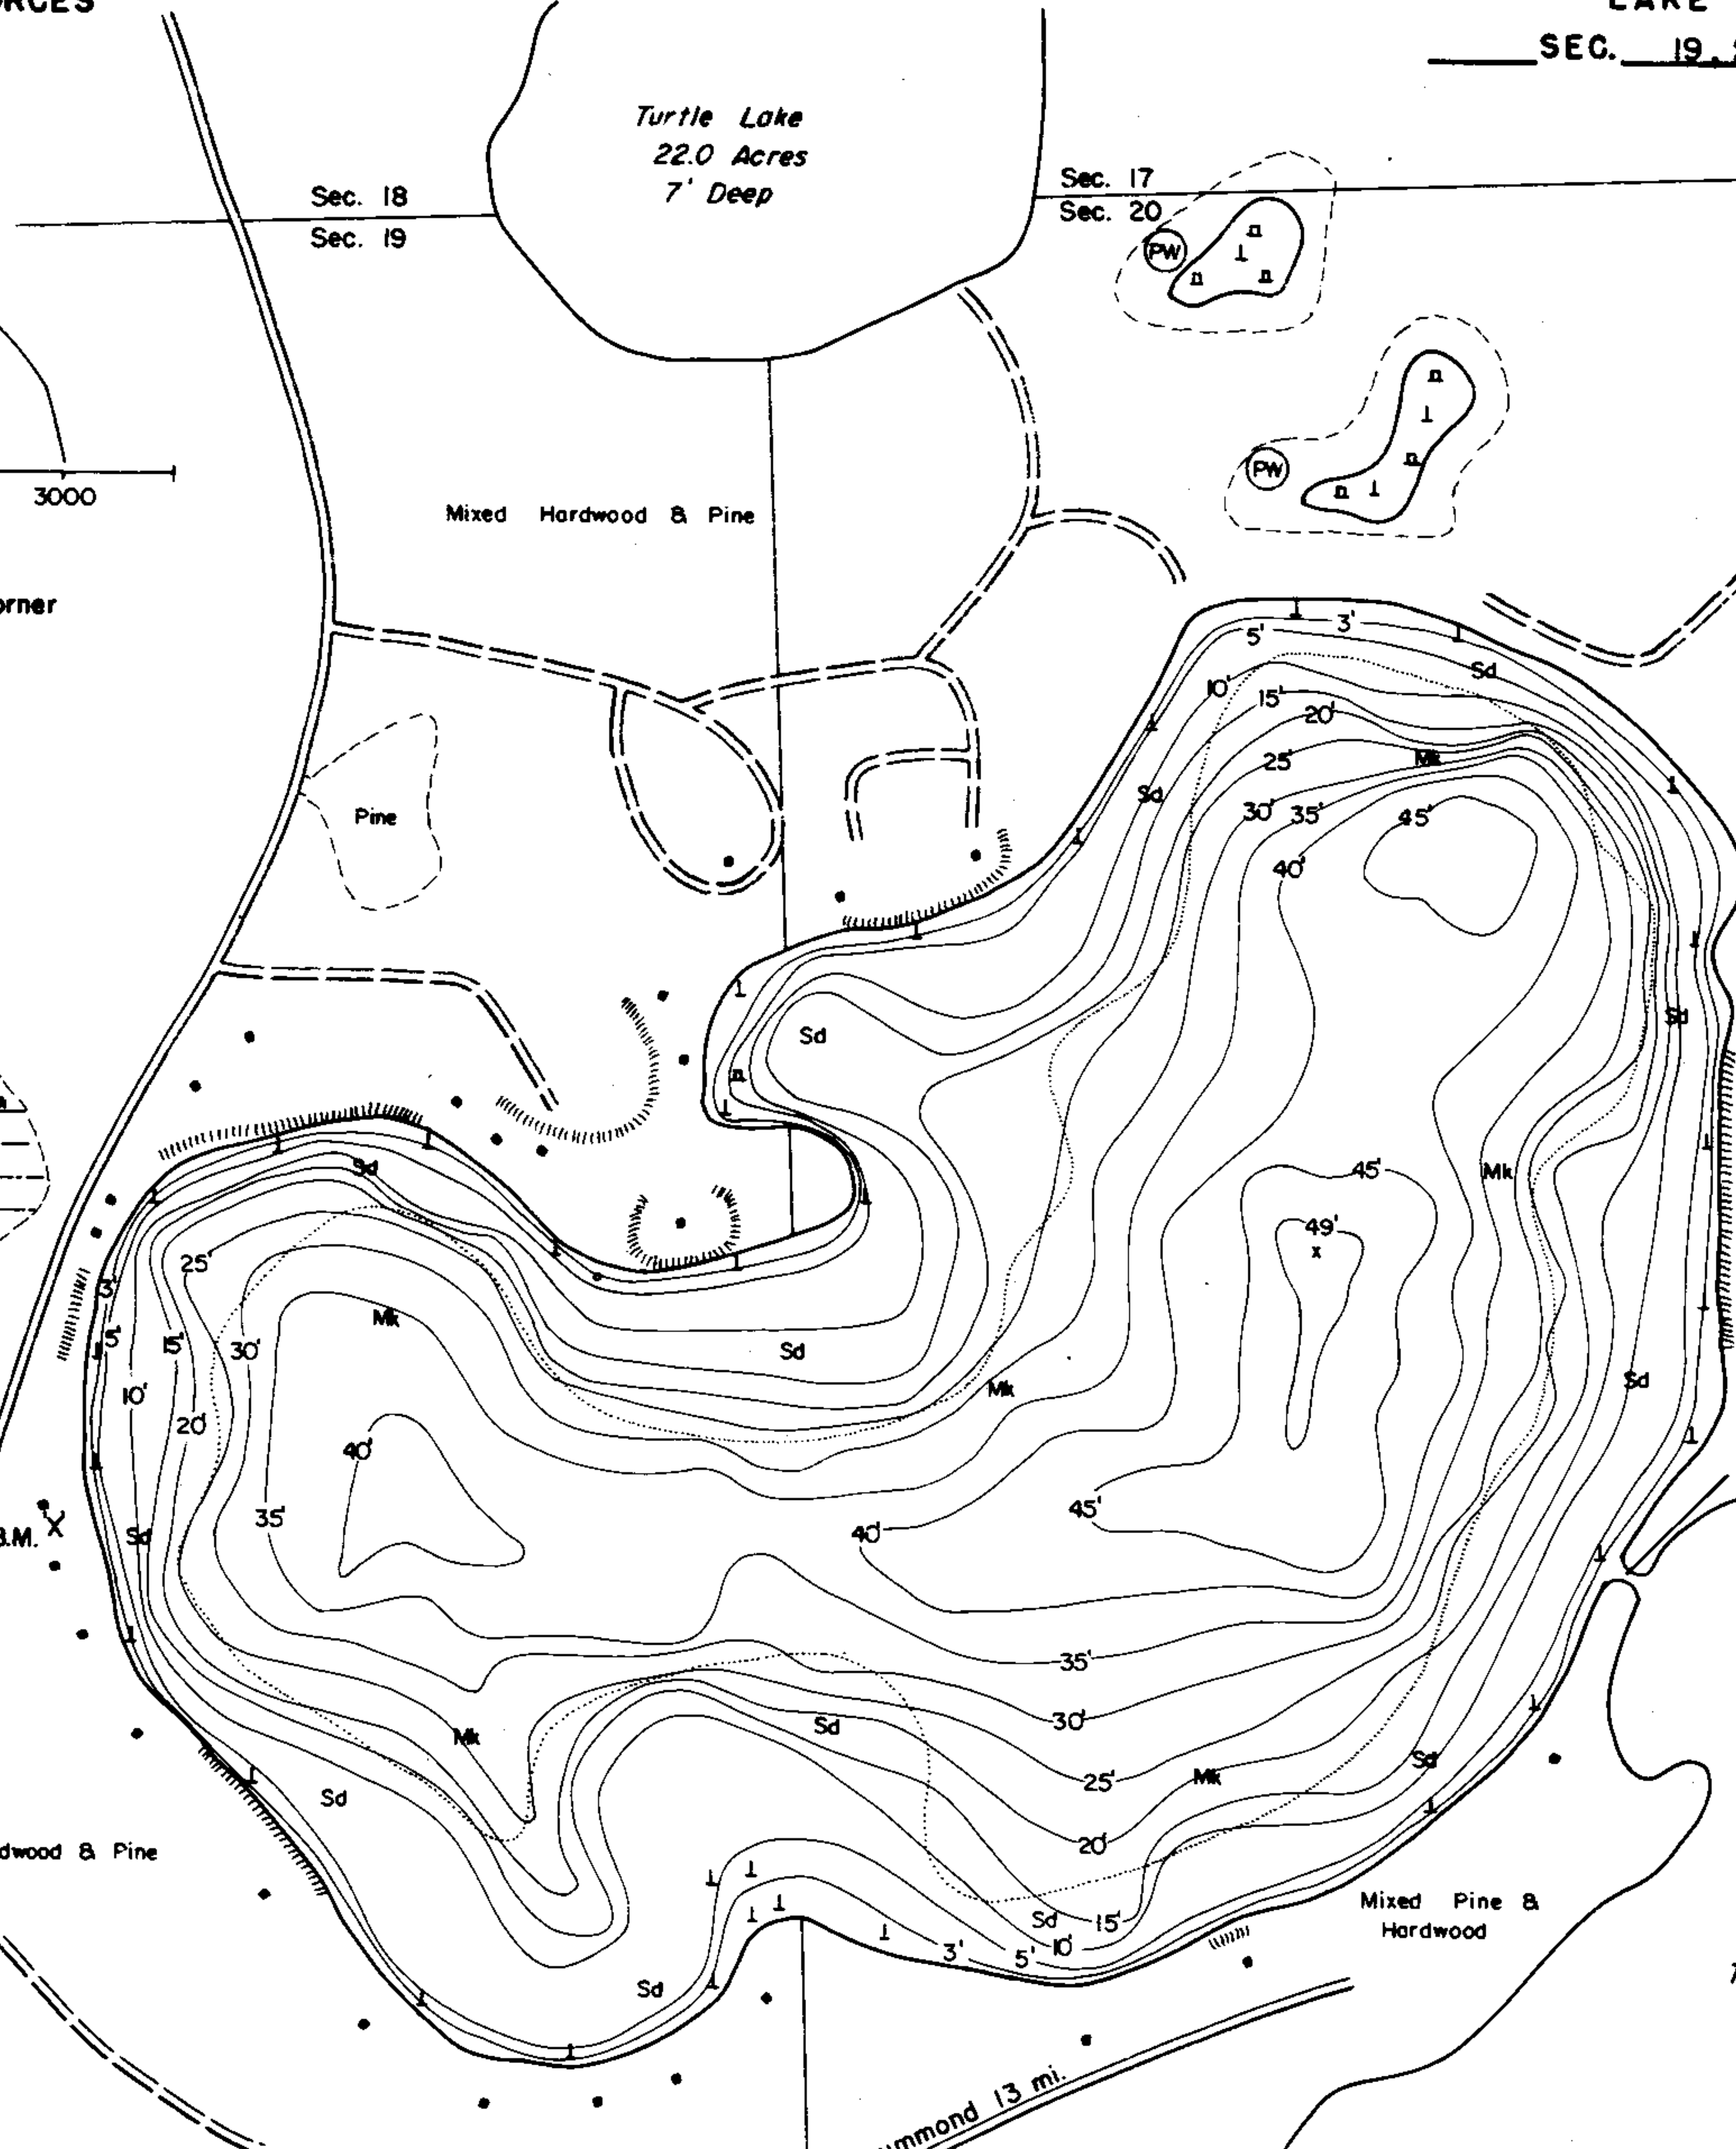 LAKE
SEC. 19
Turtle Lake
22.0 Acres
7' Deep
Sec. 17
Sec. 18
Sec. 20
Sec. 19
PW
n
n
n
n
PW
n
n
3000
Mixed Hardwood & Pine
3'
5'
Sd
10'
15'
20'
25'
Mk
Sd
30'
35'
45'
Pine
40'
Sd
Sd
n
Sd
45'
Mk
49'
x
25'
3'
Mk
5'
15'
30'
Sd
Mk
Sd
10'
20'
40'
45'
35'
40'
B.M. X
Sd
35'
30'
Sd
Mk
Sd
Mk
25'
Sd
20'
& Pine
Mixed Pine &
Hardwood
Sd
15'
10'
3'
5'
Sd
13 mi.